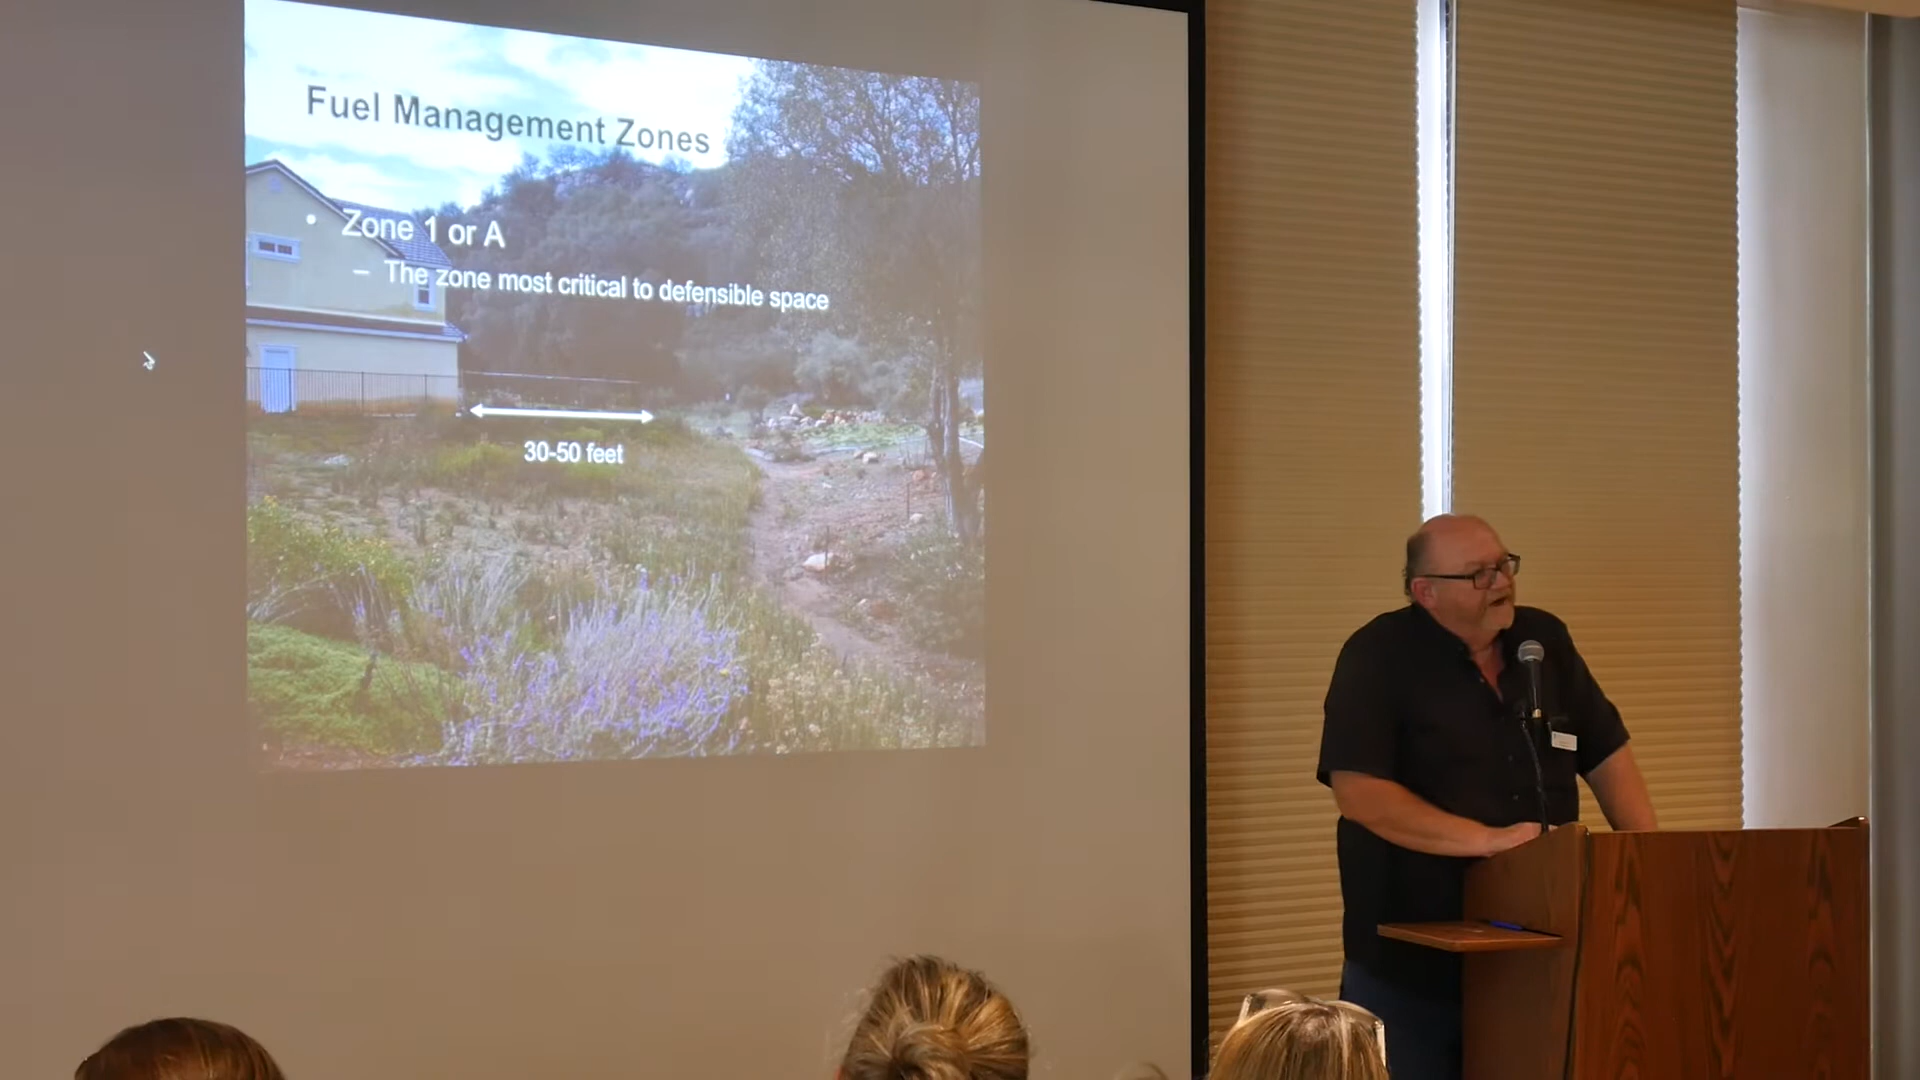 Fuel Management Zones
• Zone 1 or A
– The zone most critical to defensible space
30-50 feet